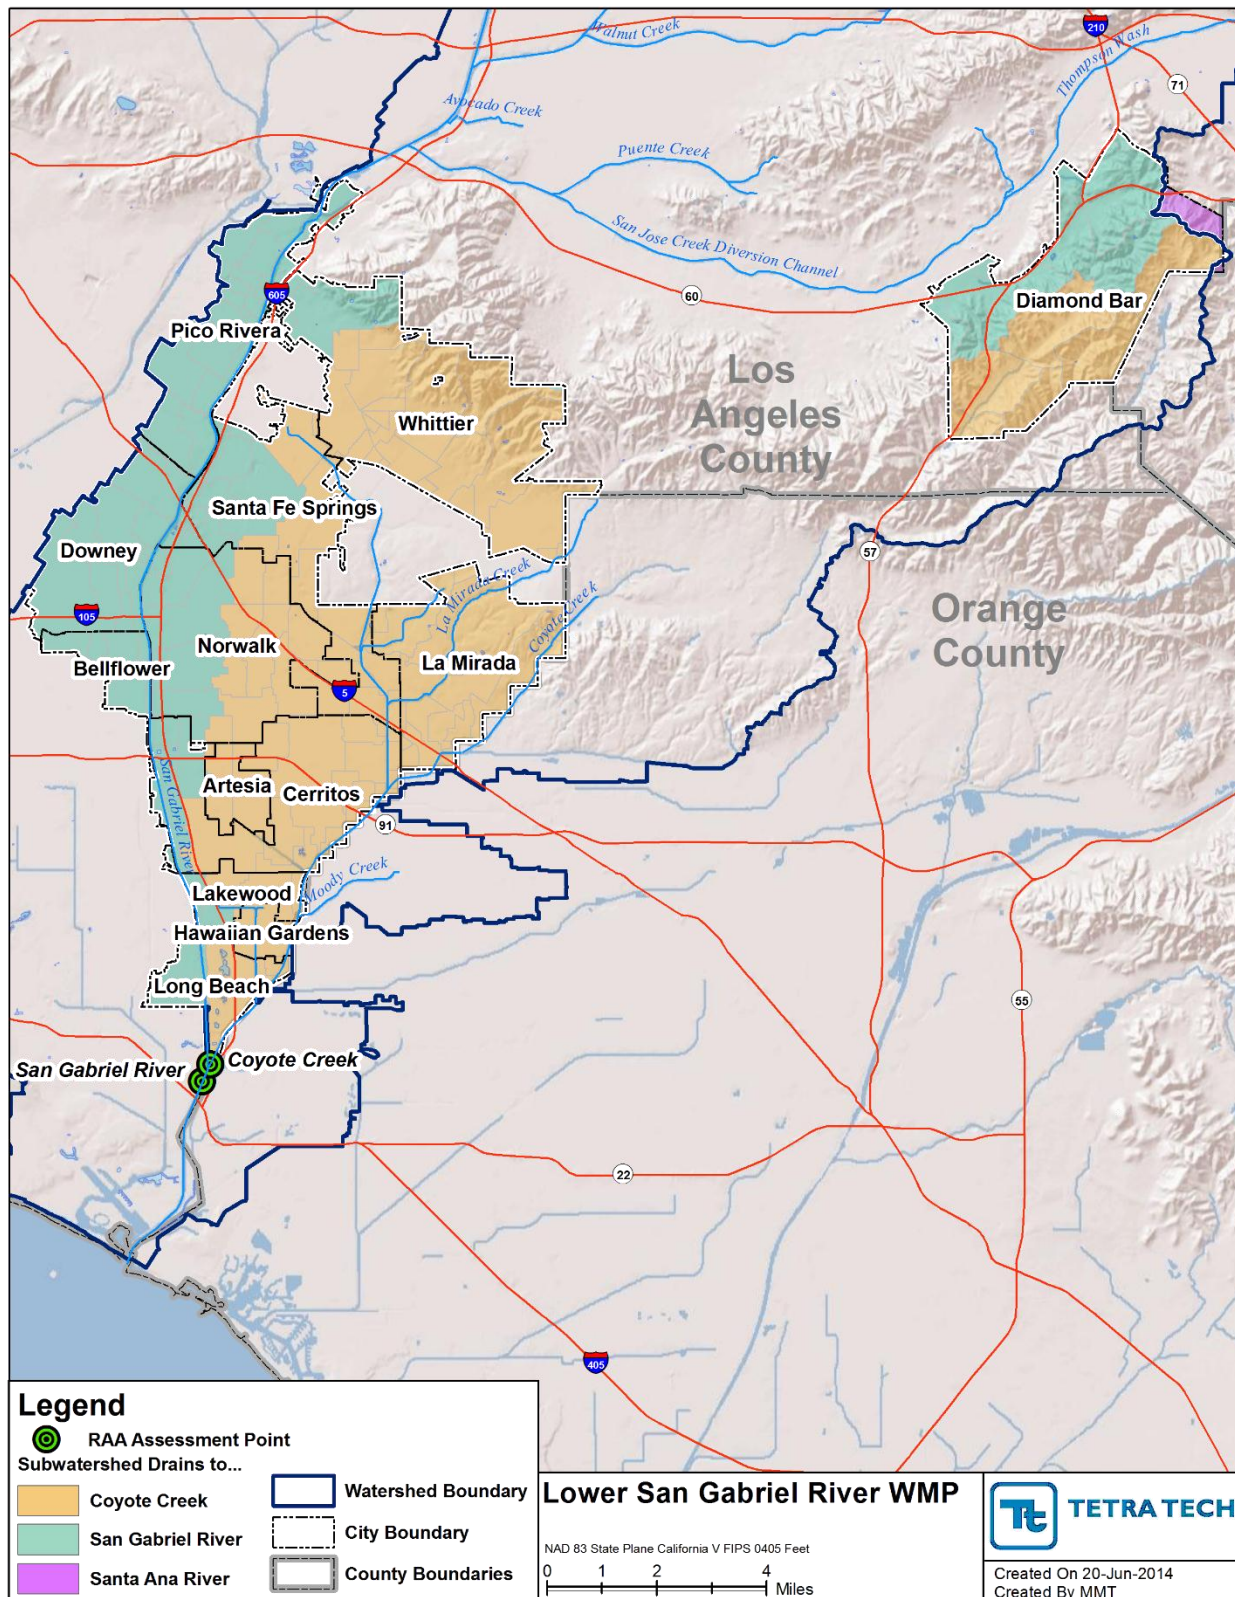 Walnut Creek
210
Thompson Wash
71
Avocado Creek
Puente Creek
San Jose Creek Diversion Channel
605
60
Pico Rivera
Diamond Bar
Los
Angeles
County
Whittier
Santa Fe Springs
Downey
57
La Mirada Creek
Coyote Creek
Orange
County
105
Norwalk
Bellflower
La Mirada
5
San Gabriel River
Artesia
Cerritos
91
Moody Creek
Lakewood
Hawaiian Gardens
Long Beach
55
Coyote Creek
San Gabriel River
22
405
Legend
RAA Assessment Point
Subwatershed Drains to...
Coyote Creek
San Gabriel River
Santa Ana River
Watershed Boundary
City Boundary
County Boundaries
Lower San Gabriel River WMP
NAD 83 State Plane California V FIPS 0405 Feet
0 1 2 4
Miles
Tt TETRA TECH
Created On 20-Jun-2014
Created By MMT